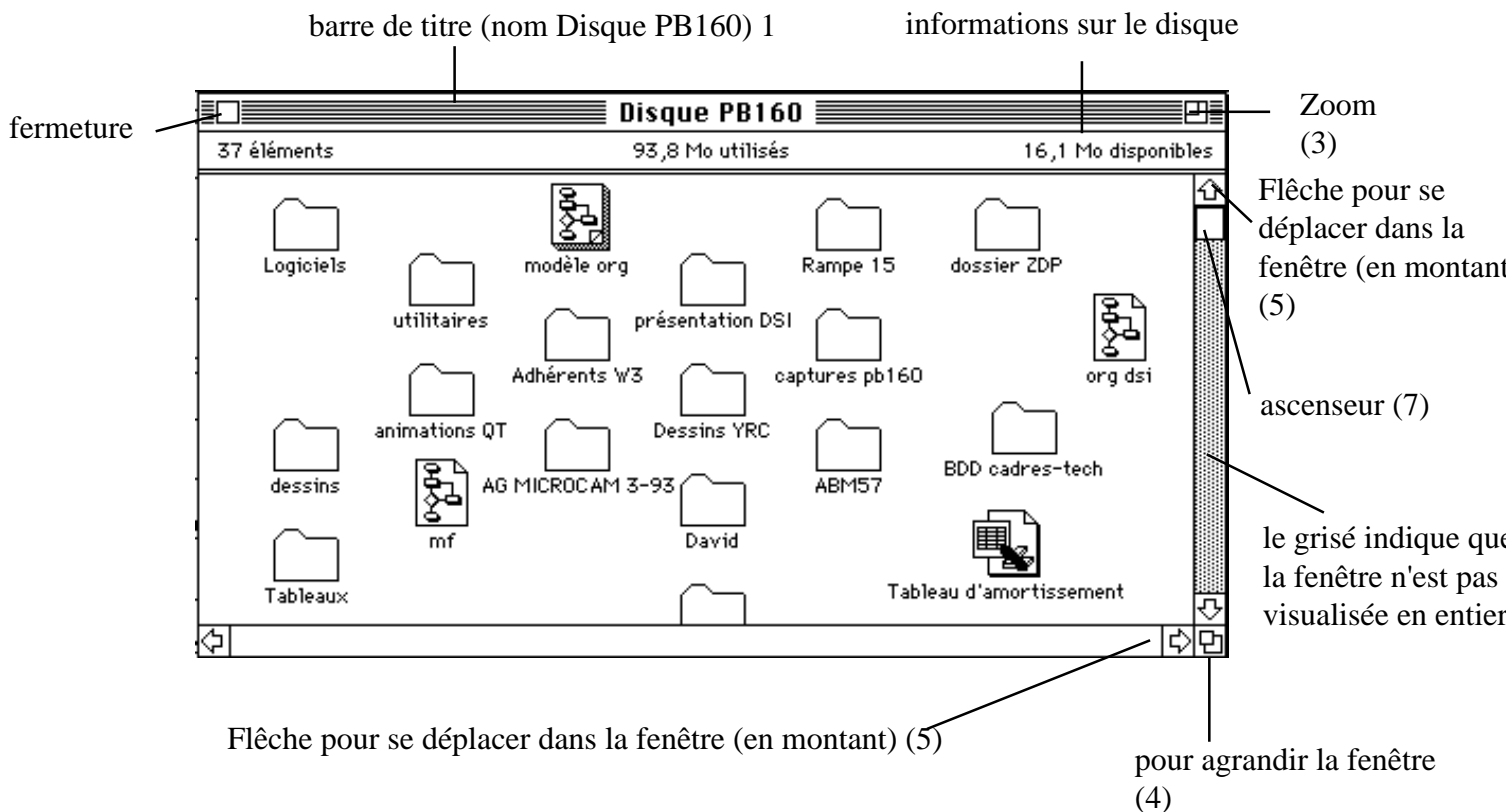 barre de titre (nom Disque PB160) 1
informations sur le disque
fermeture
Disque PB160
Zoom
(3)
37 éléments
93,8 Mo utilisés
16,1 Mo disponibles
Flêche pour se
déplacer dans la
fenêtre (en montant
(5)
Logiciels
modèle org
Rampe 15
dossier ZDP
utilitaires
présentation DSI
Adhérents W3
captures pb160
org dsi
ascenseur (7)
animations QT
Dessins YRC
BDD cadres-tech
dessins
AG MICROCAM 3-93
ABM57
mf
David
le grisé indique que
la fenêtre n'est pas
visualisée en entier
Tableaux
Tableau d'amortissement
Flêche pour se déplacer dans la fenêtre (en montant) (5)
pour agrandir la fenêtre
(4)